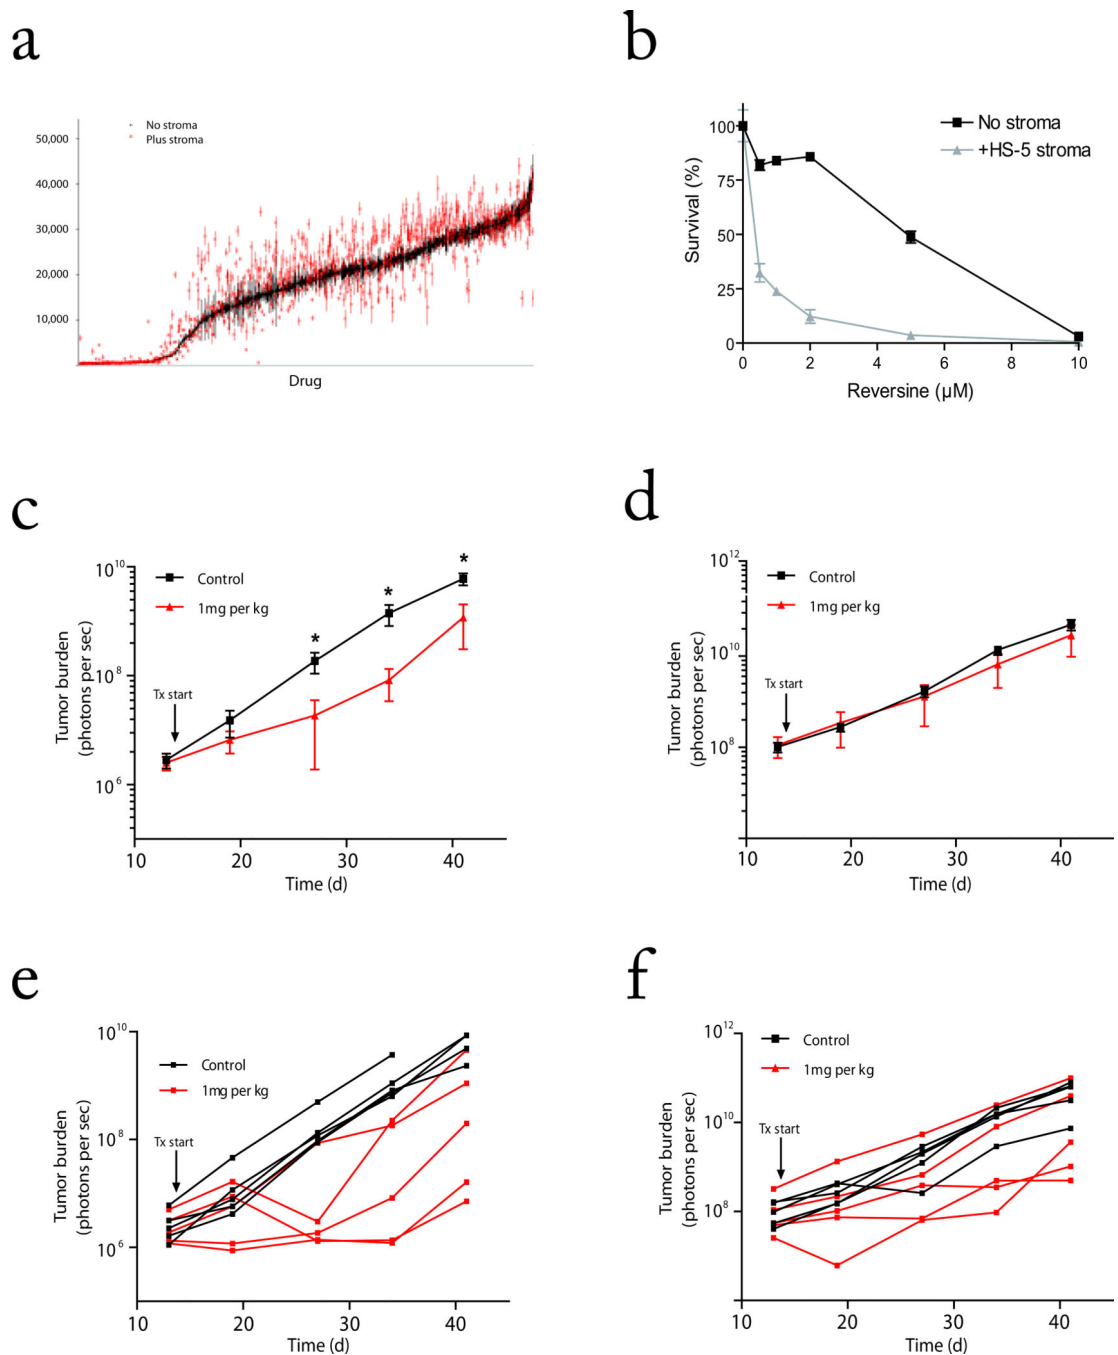 a
50,000
40,000
30,000
20,000
10,000
No stroma
Plus stroma
Drug
b
100
75
50
25
0
Survival (%)
No stroma
+HS-5 stroma
0 2 4 6 8 10
Reversine (µM)
c
10^10
10^8
10^6
Tumor burden
(photons per sec)
Control
1mg per kg
Tx start
* * *
10 20 30 40
Time (d)
d
10^12
10^10
10^8
Tumor burden
(photons per sec)
Control
1mg per kg
Tx start
10 20 30 40
Time (d)
e
10^10
10^8
10^6
Tumor burden
(photons per sec)
Control
1mg per kg
Tx start
10 20 30 40
Time (d)
f
10^12
10^10
10^8
Tumor burden
(photons per sec)
Control
1mg per kg
Tx start
10 20 30 40
Time (d)